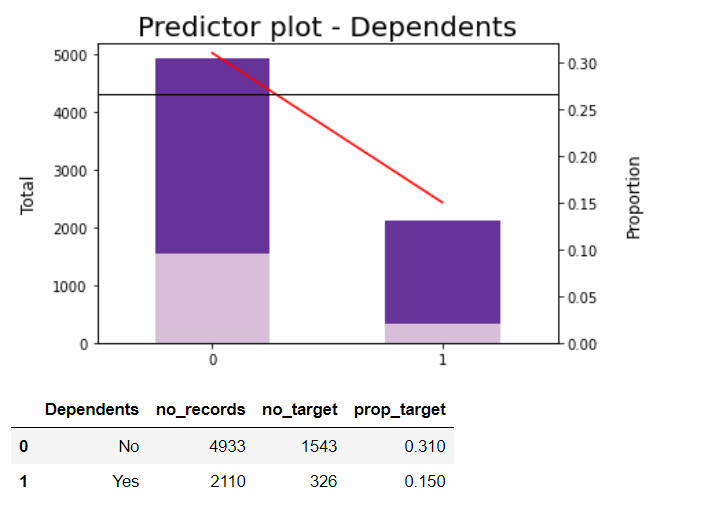 Predictor plot - Dependents
5000
4000
3000
2000
1000
0
Total
0.30
0.25
0.20
0.15
0.10
0.05
0.00
Proportion
0 1
Dependents no_records no_target prop_target
0 No 4933 1543 0.310
1 Yes 2110 326 0.150